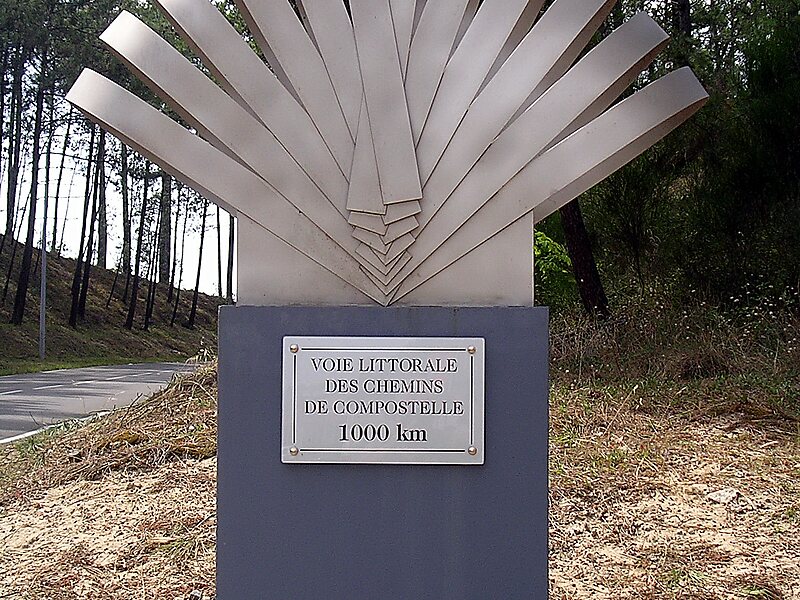 VOIE LITTORALE
DES CHEMINS
DE COMPOSTELLE
1000 km